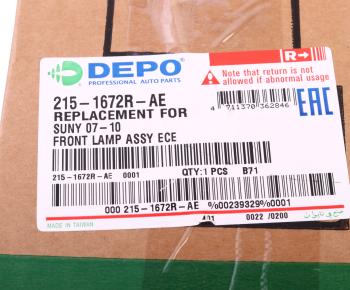 DEPO
PROFESSIONAL AUTO PARTS
R
Note that return is not
allowed if abnormal usage
215-1672R-AE
REPLACEMENT FOR
SUNY 07-10
FRONT LAMP ASSY ECE
4 711370 362846
EAC
215-1672R-AE 0001 QTY:1 PCS B71
000 215-1672R-AE %00239329%0001
MADE IN TAIWAN
A01 0022 /0200